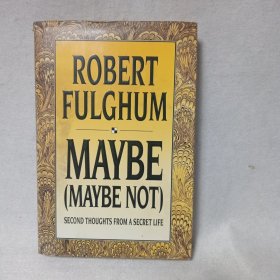 ROBERT
FULGHUM
MAYBE
(MAYBE NOT)
SECOND THOUGHTS FROM A SECRET LIFE